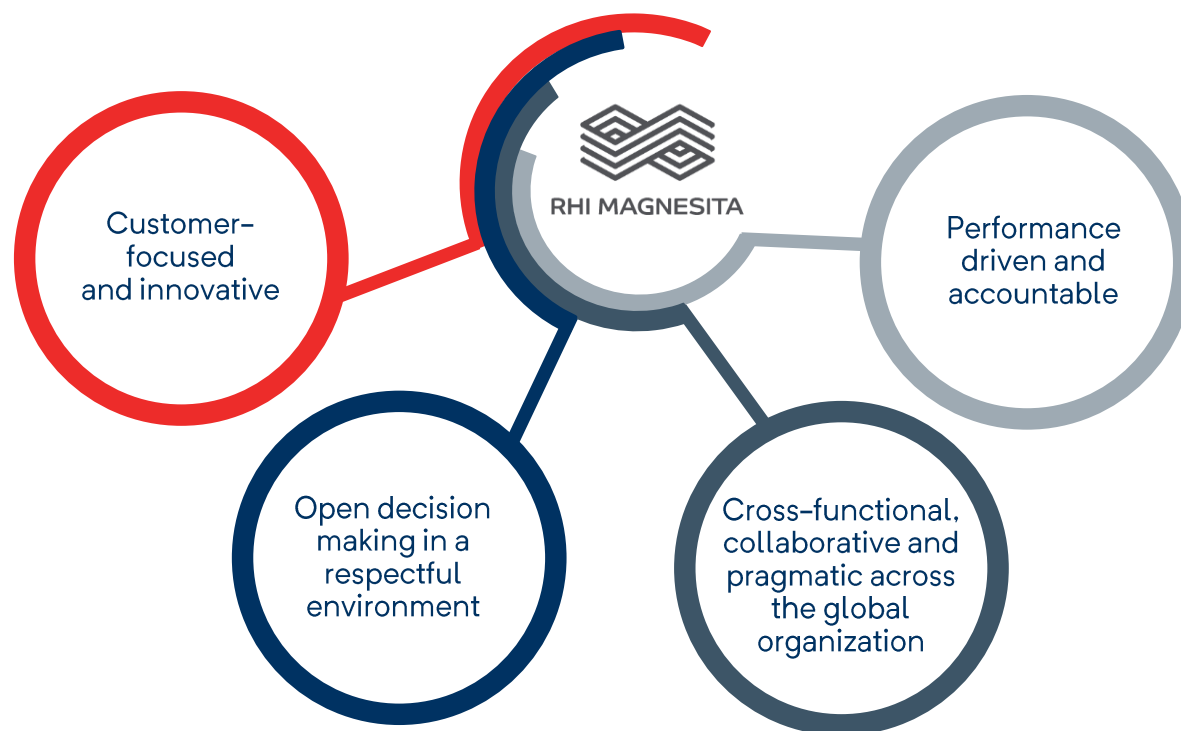 RHI MAGNESITA
Customer–
focused
and innovative
Open decision
making in a
respectful
environment
Cross–functional,
collaborative and
pragmatic across
the global
organization
Performance
driven and
accountable